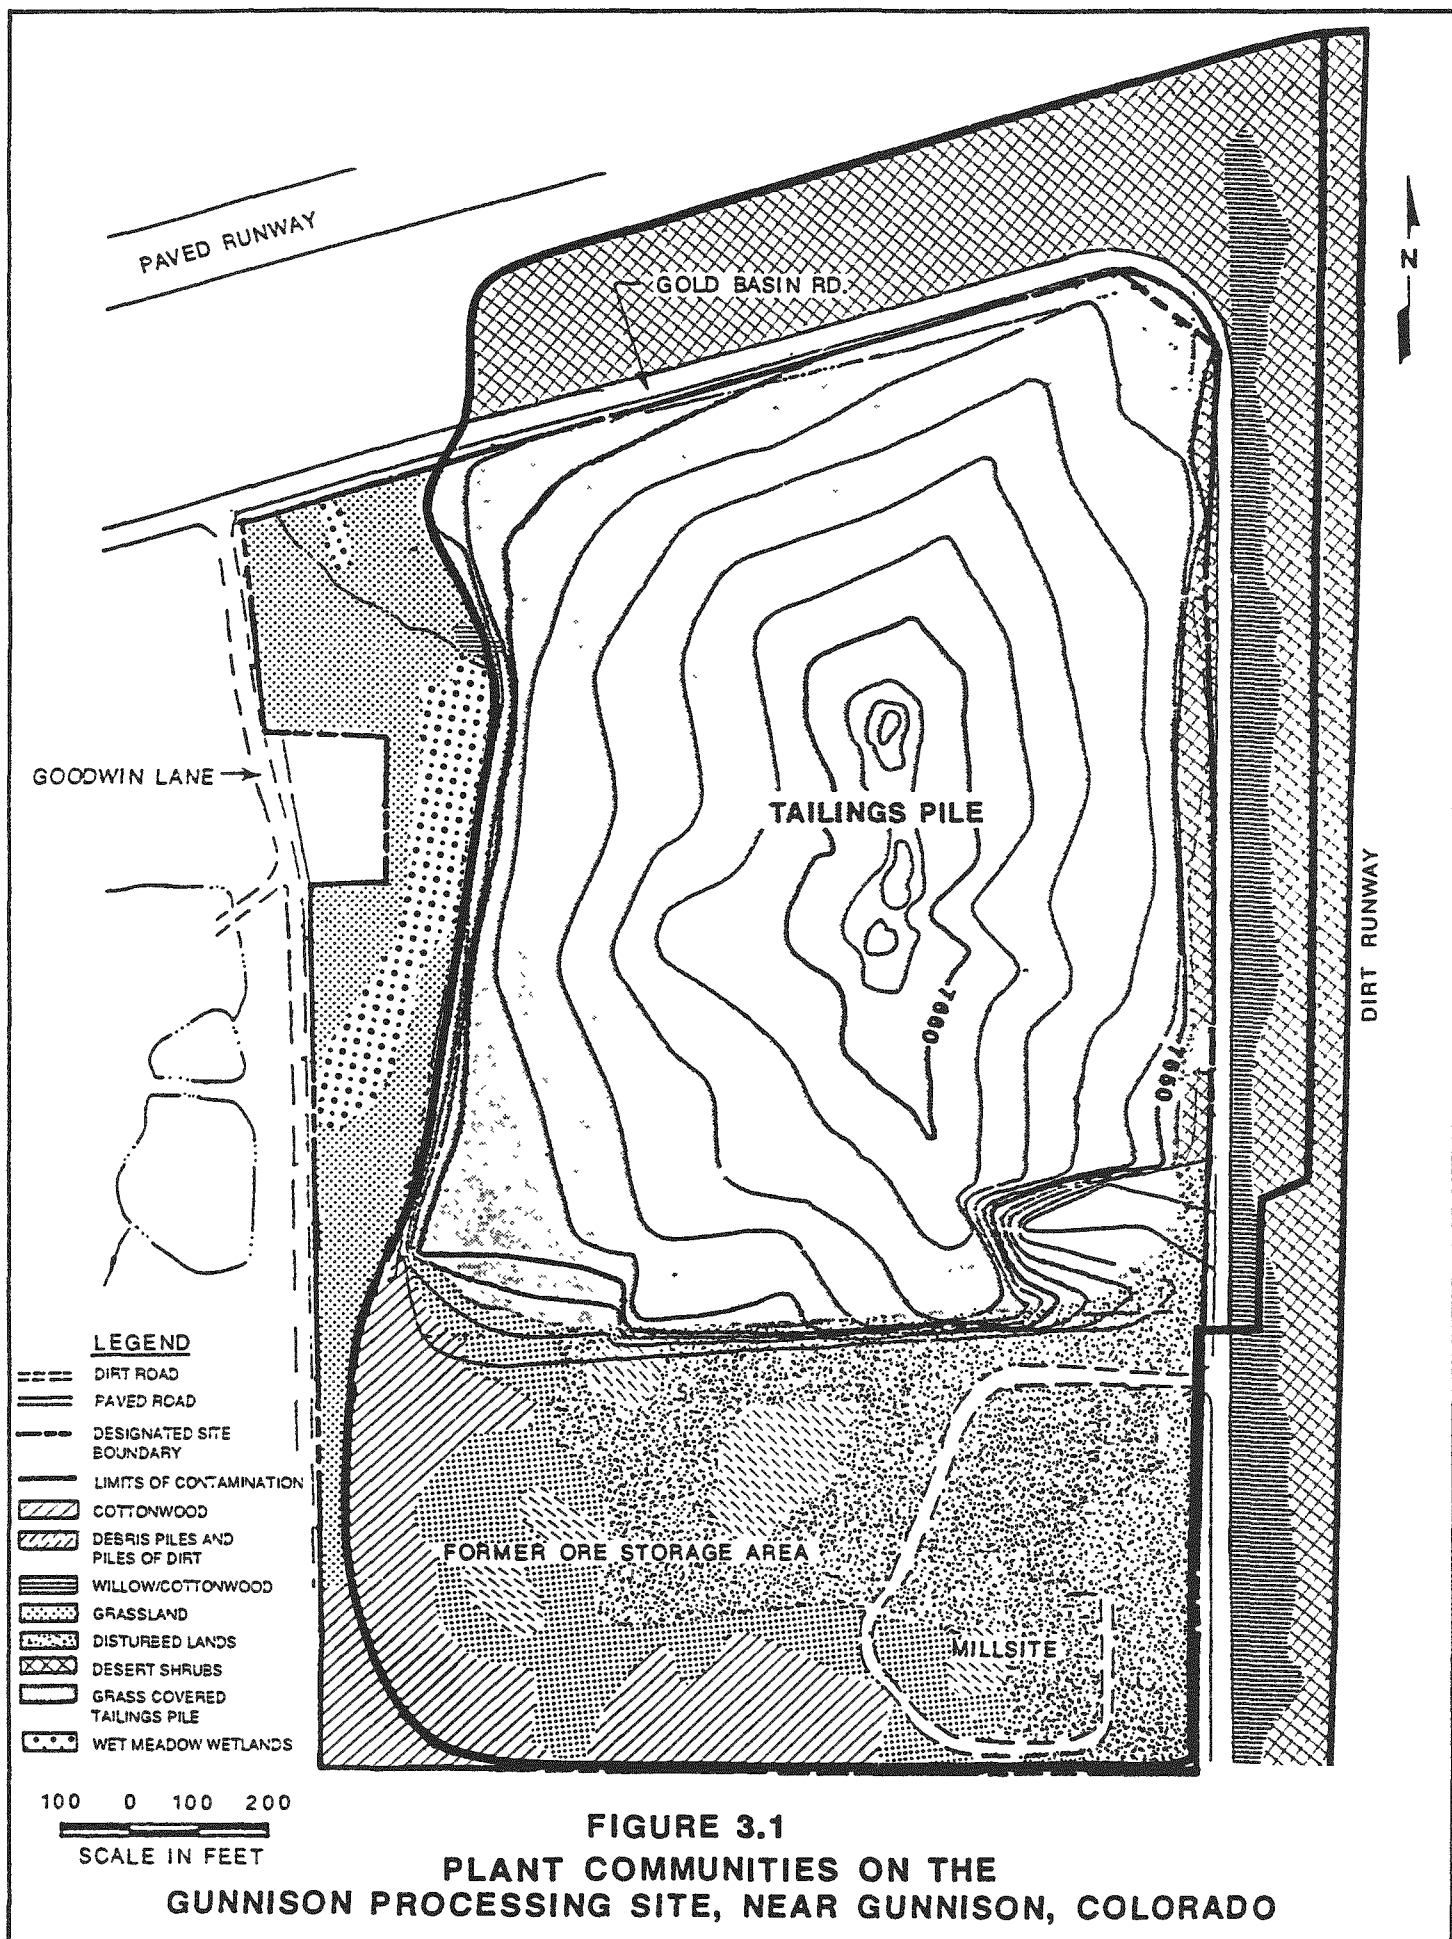 PAVED RUNWAY
GOLD BASIN RD.
N
GOODWIN LANE
TAILINGS PILE
7660
7650
DIRT RUNWAY
LEGEND
DIRT ROAD
PAVED ROAD
DESIGNATED SITE
BOUNDARY
LIMITS OF CONTAMINATION
COTTONWOOD
DEBRIS PILES AND
PILES OF DIRT
WILLOW/COTTONWOOD
GRASSLAND
DISTURBED LANDS
DESERT SHRUBS
GRASS COVERED
TAILINGS PILE
WET MEADOW WETLANDS
FORMER ORE STORAGE AREA
MILLSITE
100 0 100 200
SCALE IN FEET
FIGURE 3.1
PLANT COMMUNITIES ON THE
GUNNISON PROCESSING SITE, NEAR GUNNISON, COLORADO